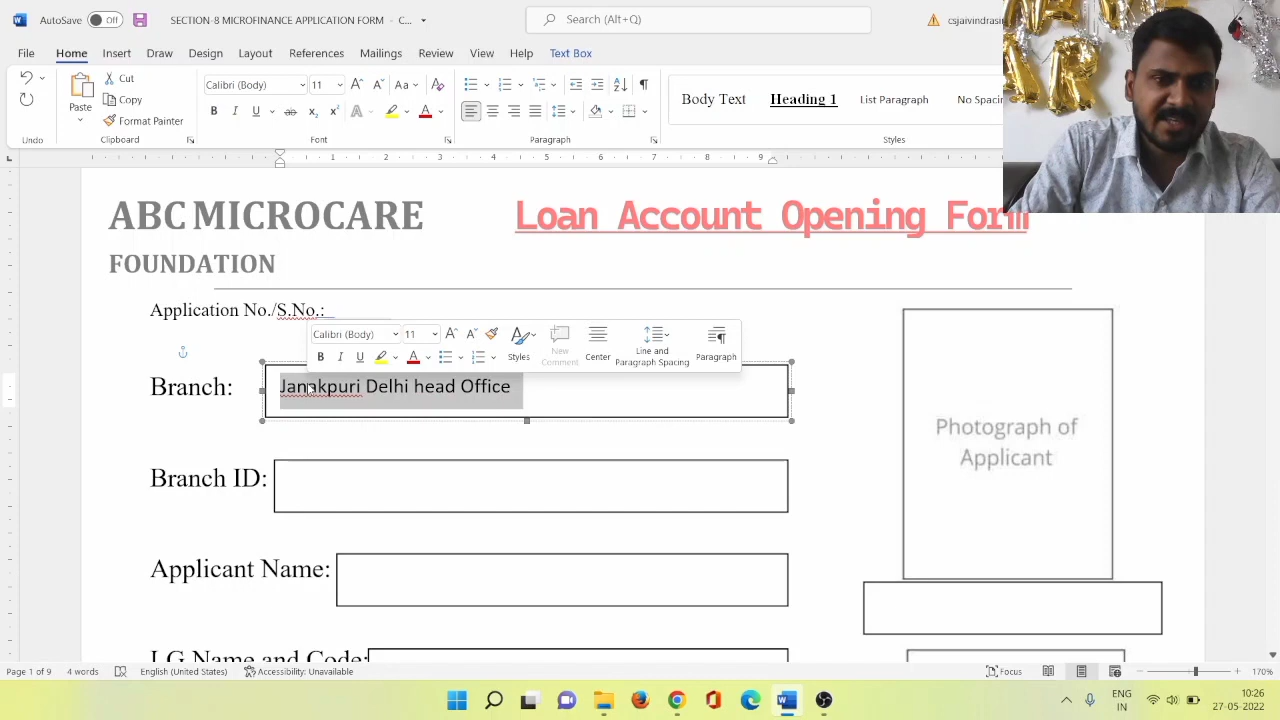 AutoSave Off SECTION-8 MICROFINANCE APPLICATION FORM - C... Search (Alt+Q) csjaivindrasin
File Home Insert Draw Design Layout References Mailings Review View Help Text Box
Paste Cut Copy Format Painter
Calibri (Body) 11
Body Text Heading 1 List Paragraph No Spacin
Undo Clipboard Font Paragraph Styles
ABC MICROCARE Loan Account Opening Form
FOUNDATION
Application No./S.No.:
Calibri (Body) 11
Styles New Comment Center Line and Paragraph Spacing Paragraph
Branch: Janakpuri Delhi head Office
Photograph of
Applicant
Branch ID:
Applicant Name:
LG Name and Code:
Page 1 of 9 4 words English (United States) Accessibility: Unavailable Focus 170%
ENG 10:26
IN 27-05-2022